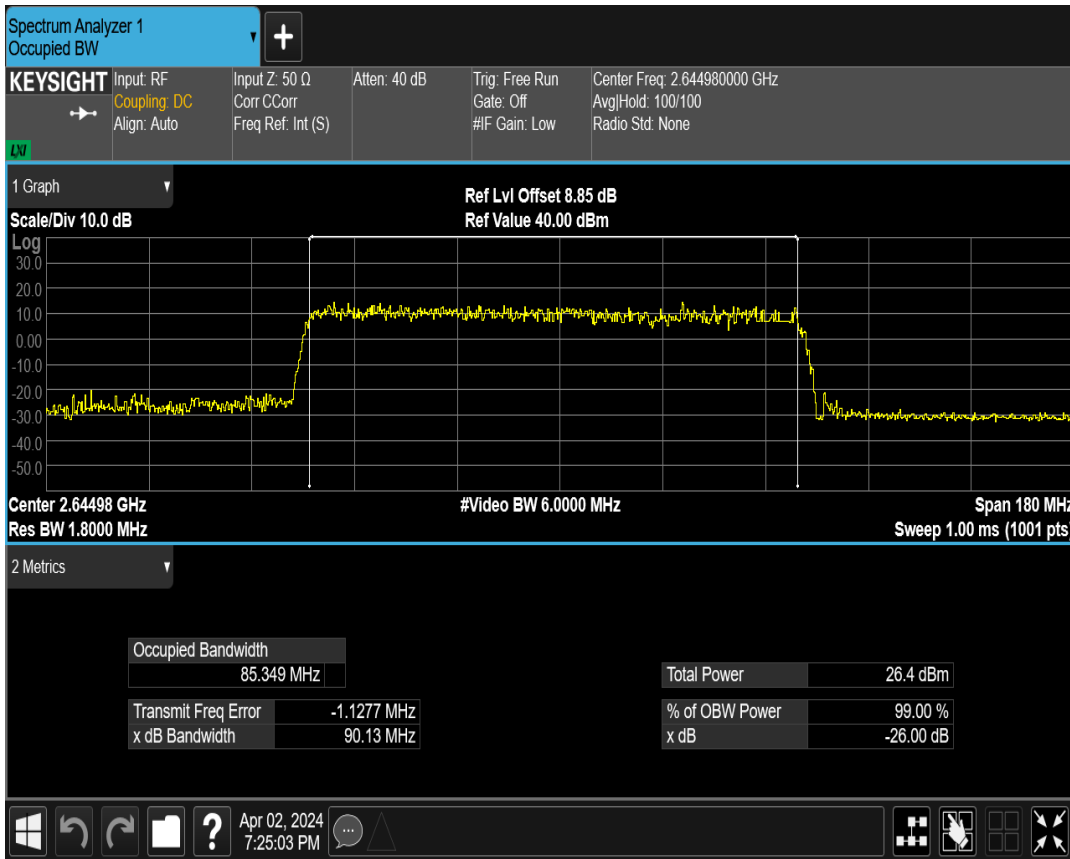 Spectrum Analyzer 1
Occupied BW
+
KEYSIGHT
LXI
Input: RF
Coupling: DC
Align: Auto
Input Z: 50 Ω
Corr CCorr
Freq Ref: Int (S)
Atten: 40 dB
Trig: Free Run
Gate: Off
#IF Gain: Low
Center Freq: 2.644980000 GHz
Avg|Hold: 100/100
Radio Std: None
1 Graph
Scale/Div 10.0 dB
Ref Lvl Offset 8.85 dB
Ref Value 40.00 dBm
Log
30.0
20.0
10.0
0.00
-10.0
-20.0
-30.0
-40.0
-50.0
Center 2.64498 GHz
#Video BW 6.0000 MHz
Span 180 MHz
Res BW 1.8000 MHz
Sweep 1.00 ms (1001 pts)
2 Metrics
Occupied Bandwidth
85.349 MHz
Total Power 26.4 dBm
Transmit Freq Error -1.1277 MHz
% of OBW Power 99.00 %
x dB Bandwidth 90.13 MHz
x dB -26.00 dB
?
Apr 02, 2024
7:25:03 PM